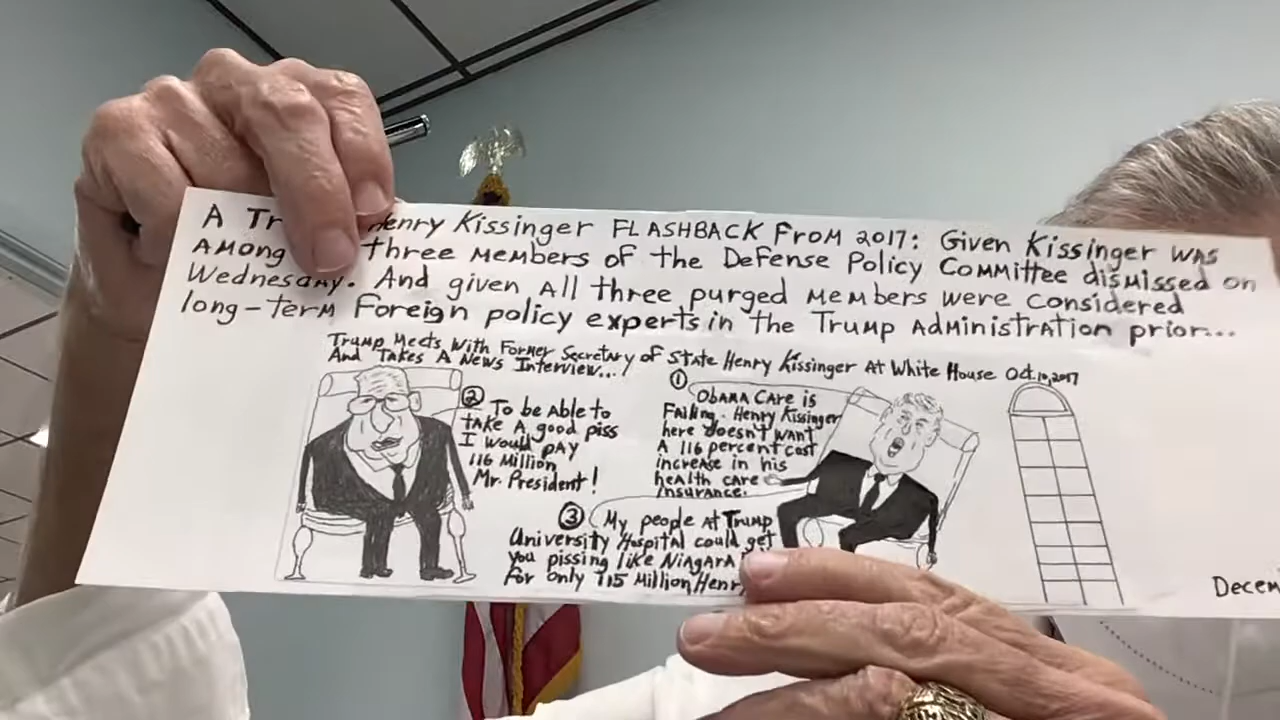 A Tr Henry Kissinger FLASHBACK From 2017: Given Kissinger was
Among three members of the Defense Policy Committee dismissed on
Wednesday. And given all three purged members were considered
long-term foreign policy experts in the Trump Administration prior...
Trump Meets With Former Secretary of State Henry Kissinger At White House Oct.10,2017
And Takes A News Interview...
① Obama Care is
Failing. Henry Kissinger
here doesn't want
A 116 percent cost
increase in his
health care
insurance.
② To be Able to
take A good piss
I would pay
116 Million
Mr. President!
③ My people at Trump
University Hospital could get
you pissing like Niagara
for only 115 Million Henry
Decem